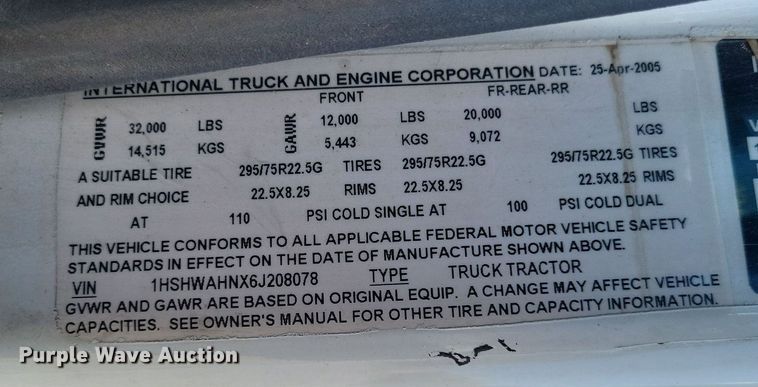 INTERNATIONAL TRUCK AND ENGINE CORPORATION DATE: 25-Apr-2005
FRONT FR-REAR-RR
GVWR 32,000 LBS GAWR 12,000 LBS 20,000 LBS
14,515 KGS 5,443 KGS 9,072 KGS
A SUITABLE TIRE 295/75R22.5G TIRES 295/75R22.5G 295/75R22.5G TIRES
AND RIM CHOICE 22.5X8.25 RIMS 22.5X8.25 22.5X8.25 RIMS
AT 110 PSI COLD SINGLE AT 100 PSI COLD DUAL
THIS VEHICLE CONFORMS TO ALL APPLICABLE FEDERAL MOTOR VEHICLE SAFETY
STANDARDS IN EFFECT ON THE DATE OF MANUFACTURE SHOWN ABOVE.
VIN 1HSHWAHNX6J208078 TYPE TRUCK TRACTOR
GVWR AND GAWR ARE BASED ON ORIGINAL EQUIP. A CHANGE MAY AFFECT VEHICLE
CAPACITIES. SEE OWNER'S MANUAL FOR OTHER TIRE AND CAPACITY INFORMATION.
Purple Wave Auction